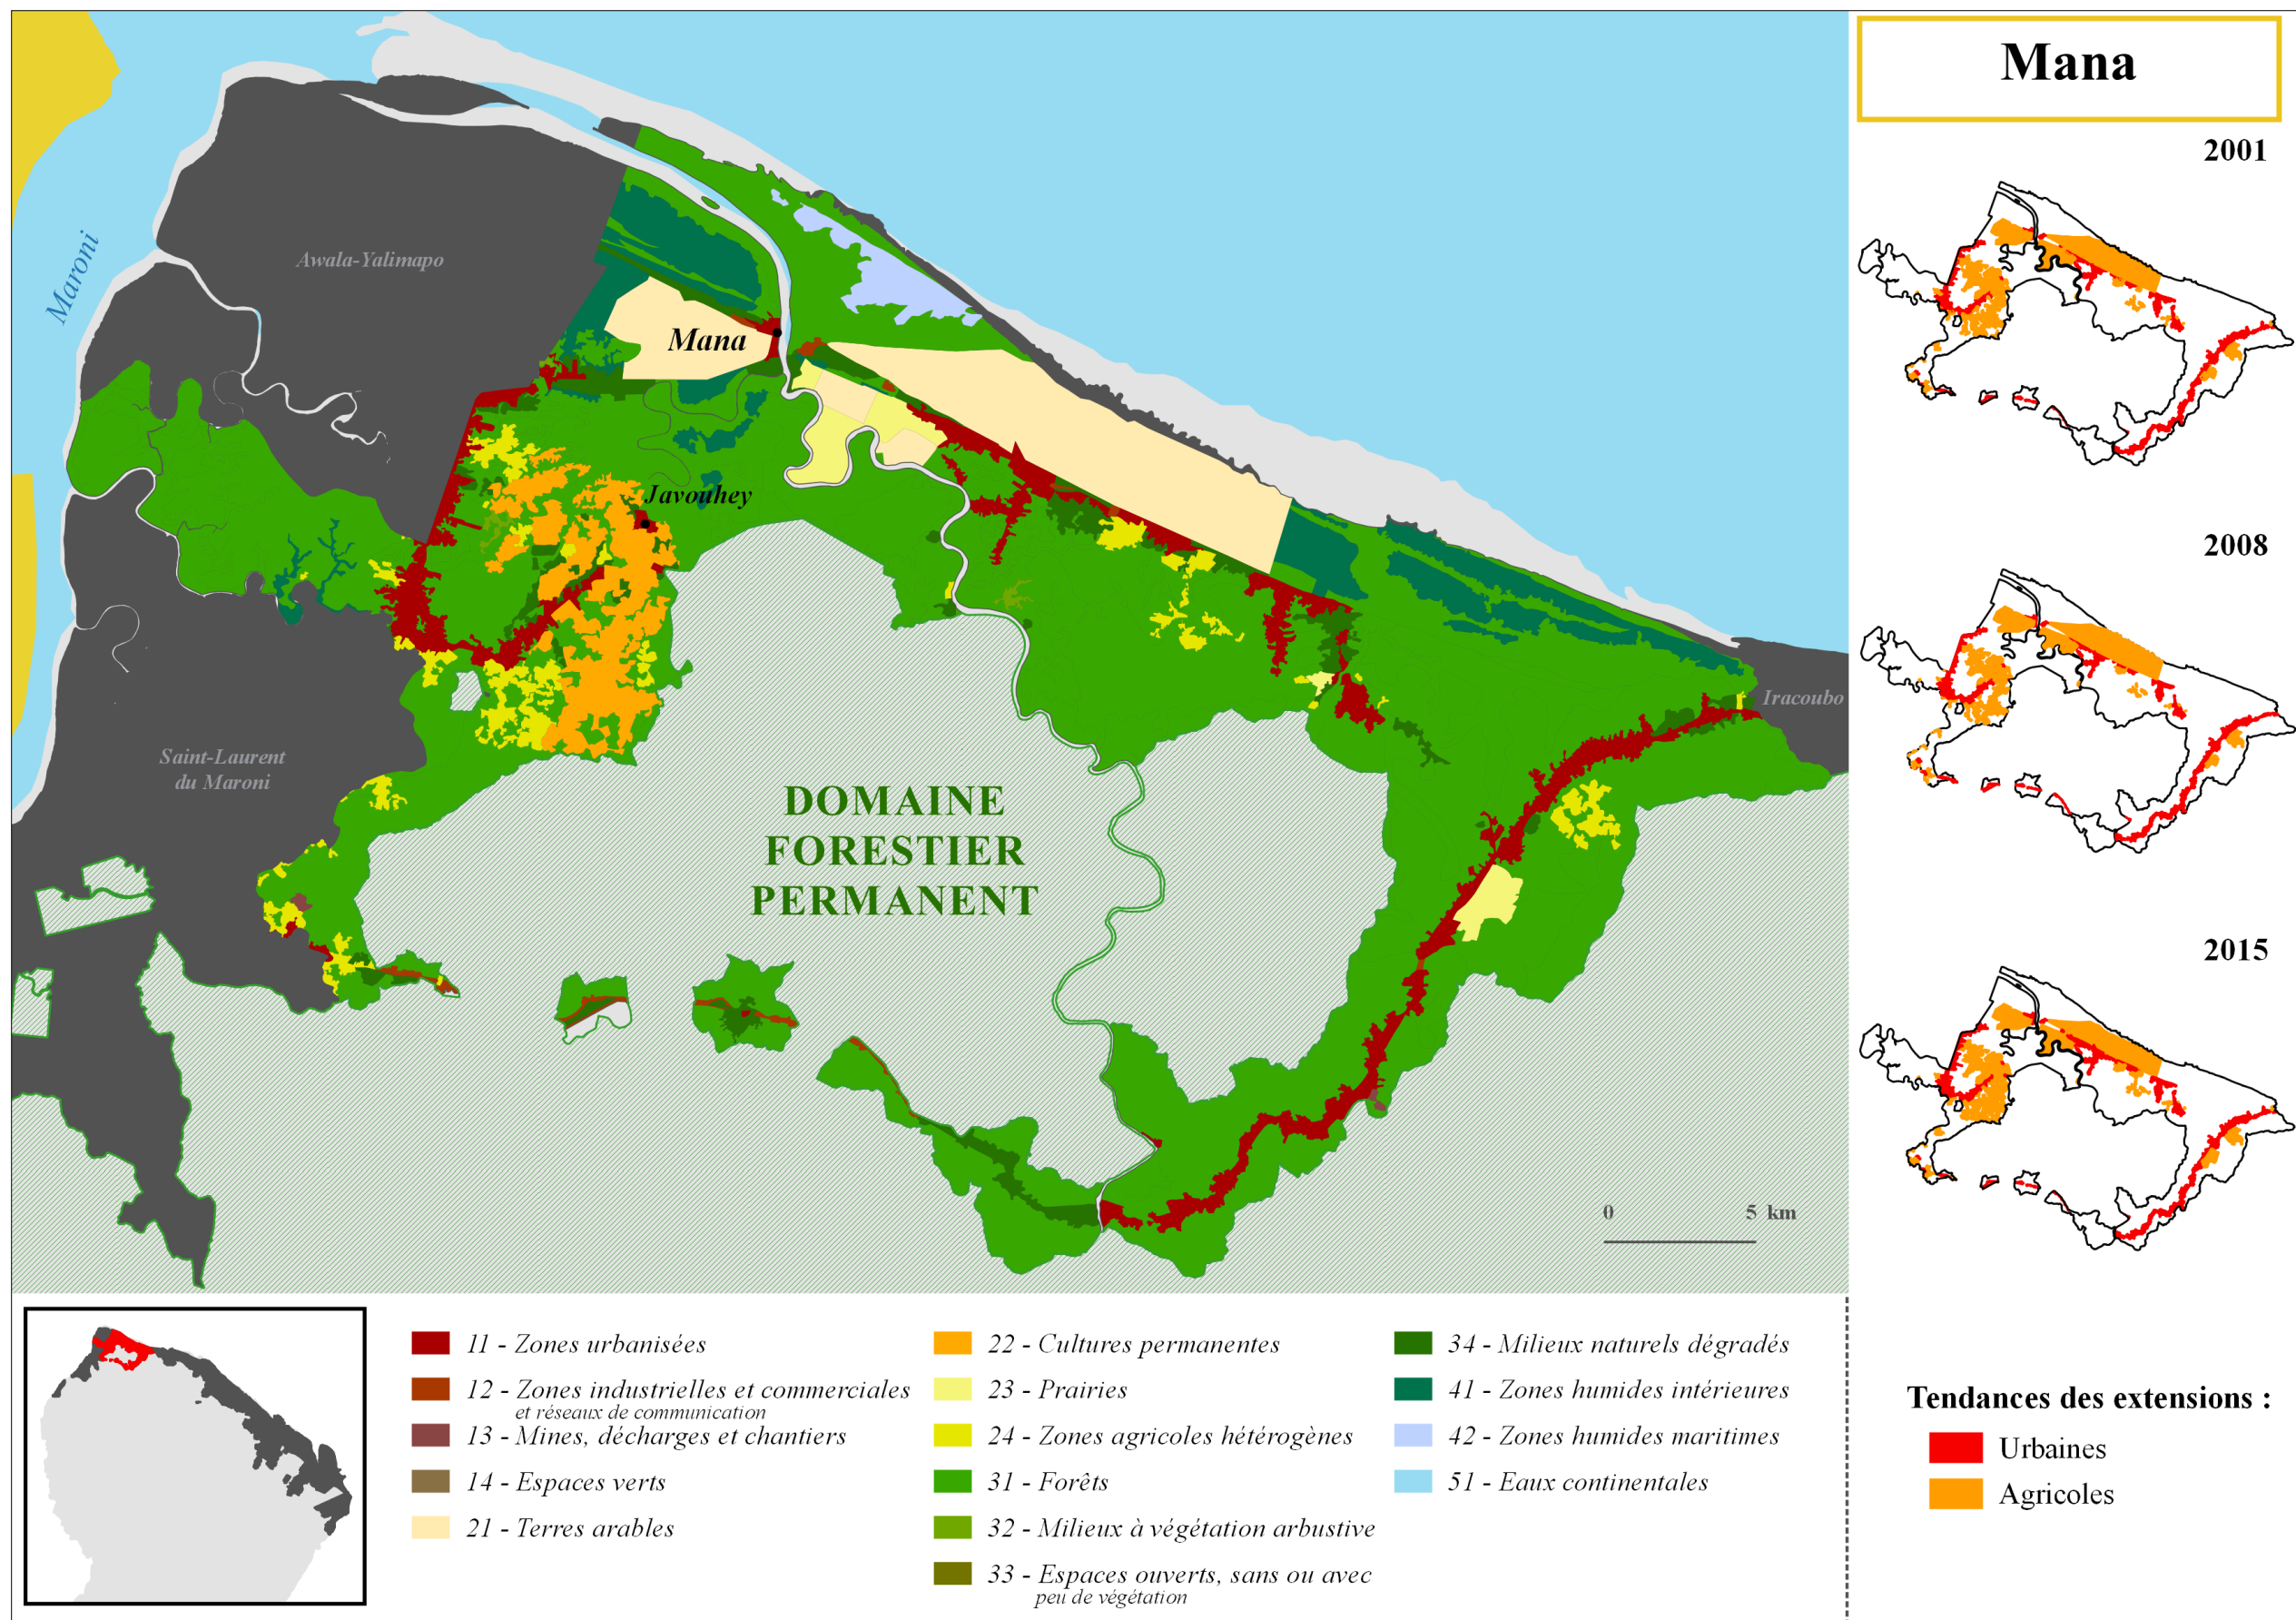 Mana
2001
2008
2015
Maroni
Awala-Yalimapo
Mana
Javouhey
Iracoubo
Saint-Laurent
du Maroni
DOMAINE
FORESTIER
PERMANENT
0 5 km
11 - Zones urbanisées
12 - Zones industrielles et commerciales
et réseaux de communication
13 - Mines, décharges et chantiers
14 - Espaces verts
21 - Terres arables
22 - Cultures permanentes
23 - Prairies
24 - Zones agricoles hétérogènes
31 - Forêts
32 - Milieux à végétation arbustive
33 - Espaces ouverts, sans ou avec
peu de végétation
34 - Milieux naturels dégradés
41 - Zones humides intérieures
42 - Zones humides maritimes
51 - Eaux continentales
Tendances des extensions :
Urbaines
Agricoles